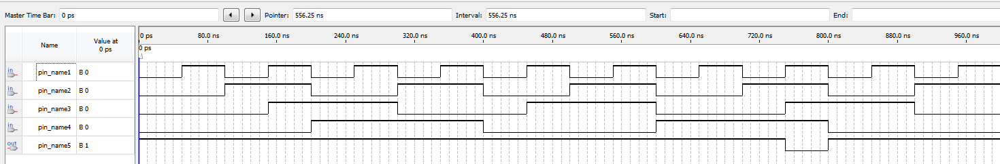 Master Time Bar: 0 ps Pointer: 556.25 ns Interval: 556.25 ns Start: End:
Name Value at 0 ps
0 ps 80.0 ns 160.0 ns 240.0 ns 320.0 ns 400.0 ns 480.0 ns 560.0 ns 640.0 ns 720.0 ns 800.0 ns 880.0 ns 960.0 ns
0 ps
in pin_name1 B 0
in pin_name2 B 0
in pin_name3 B 0
in pin_name4 B 0
out pin_name5 B 1